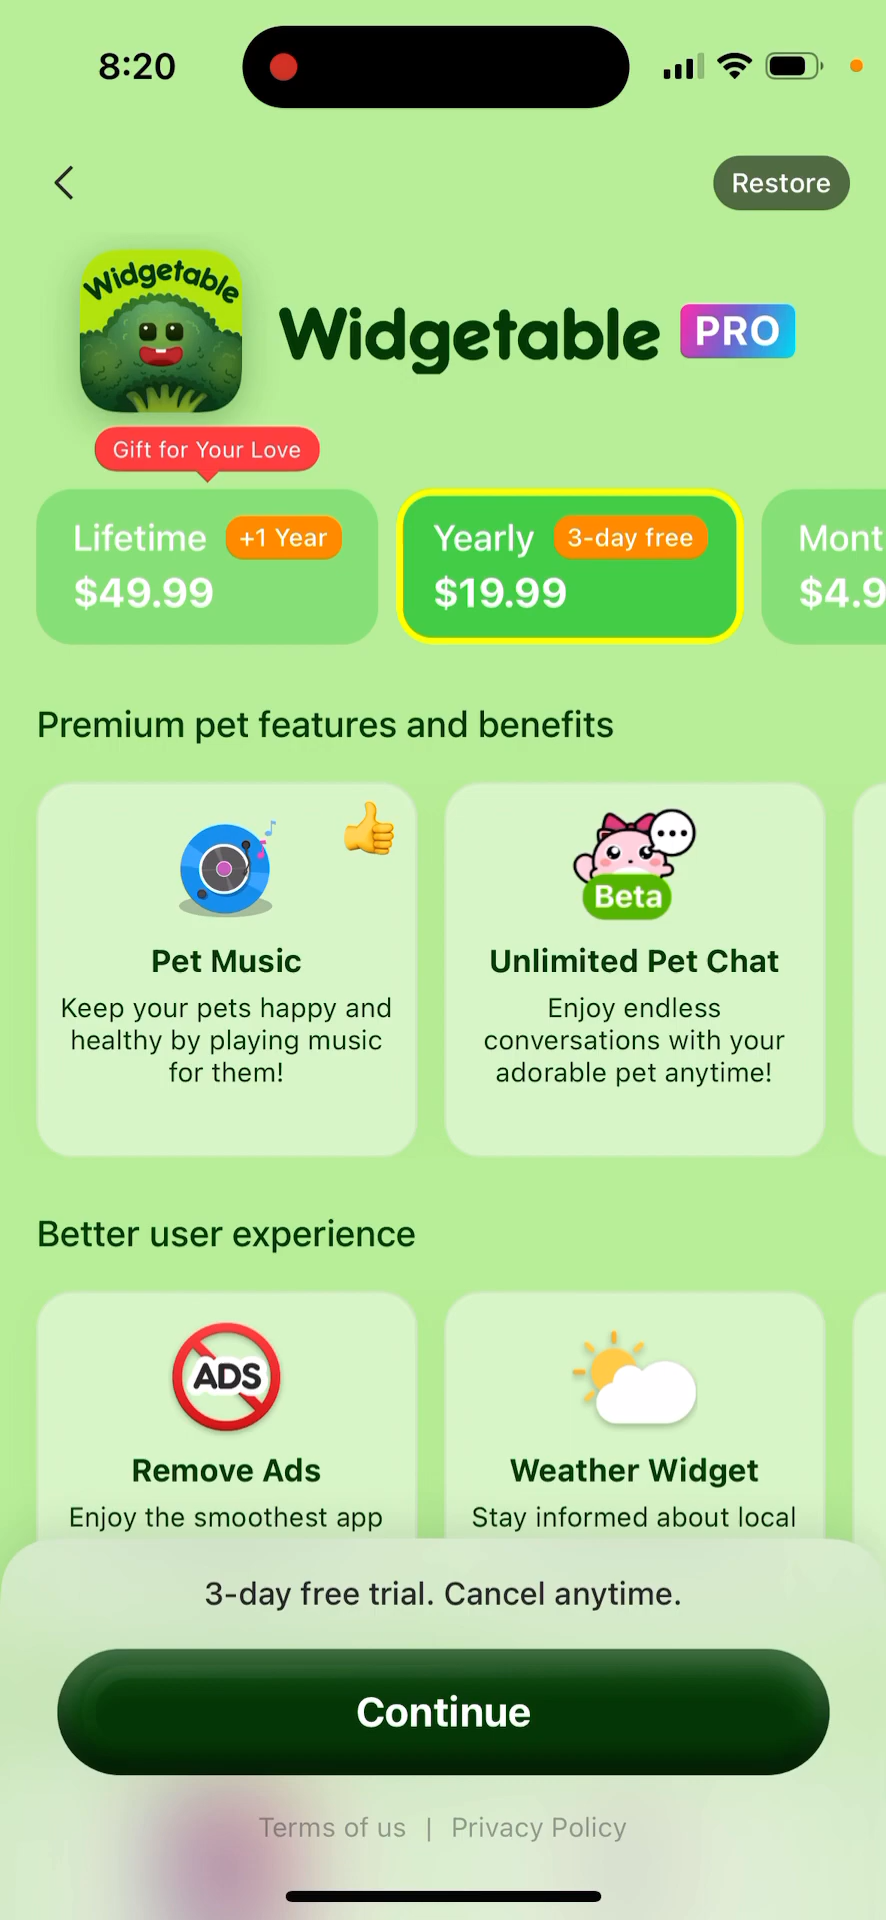 8:20
Restore
Widgetable
Widgetable PRO
Gift for Your Love
Lifetime +1 Year
$49.99
Yearly 3-day free
$19.99
Mont
$4.9
Premium pet features and benefits
Pet Music
Keep your pets happy and
healthy by playing music
for them!
Beta
Unlimited Pet Chat
Enjoy endless
conversations with your
adorable pet anytime!
Better user experience
ADS
Remove Ads
Enjoy the smoothest app
Weather Widget
Stay informed about local
3-day free trial. Cancel anytime.
Continue
Terms of us | Privacy Policy